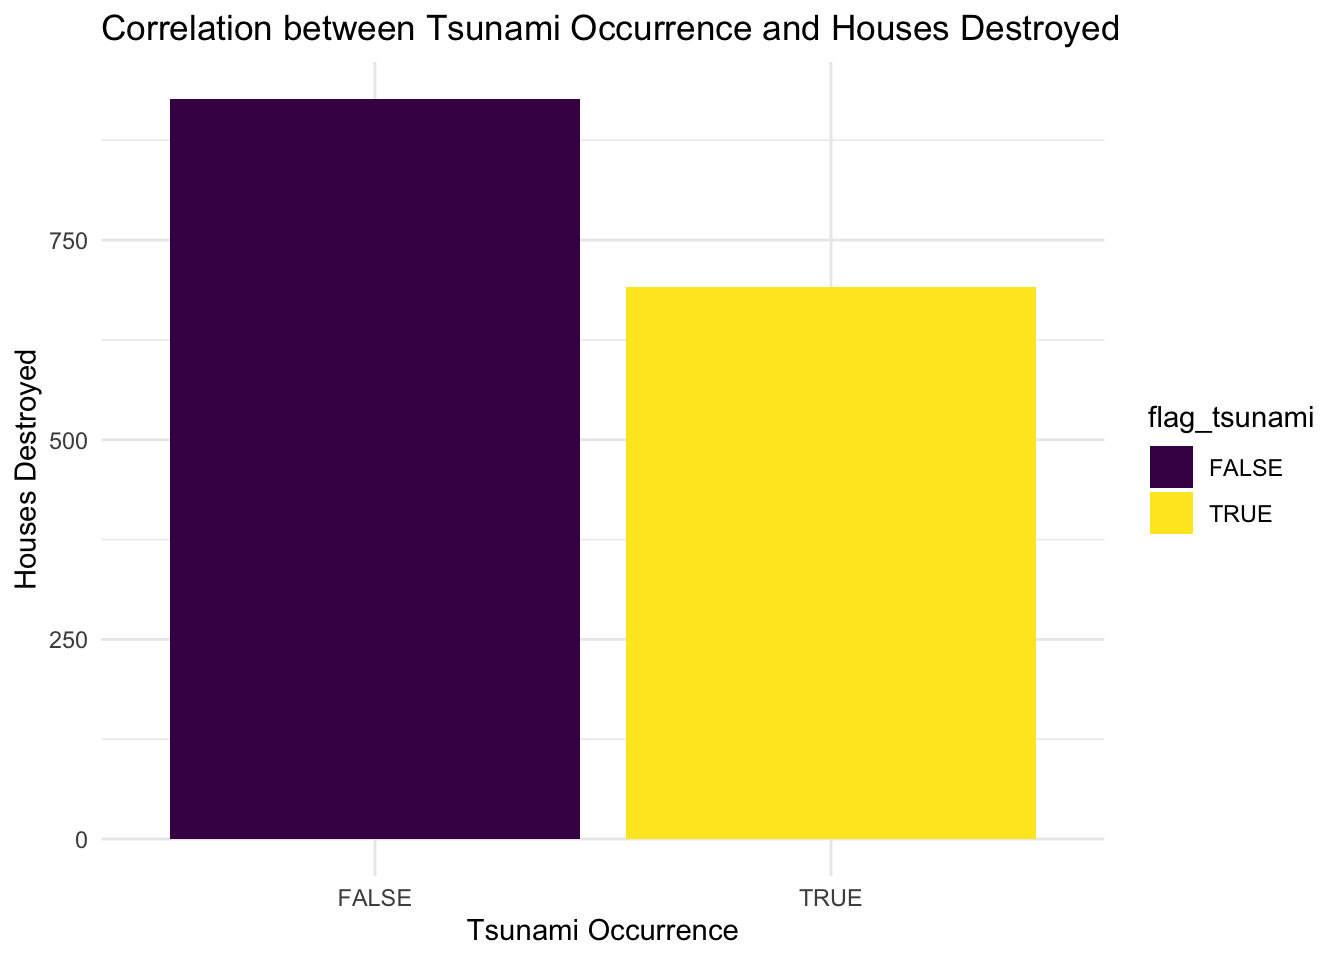 Correlation between Tsunami Occurrence and Houses Destroyed
Houses Destroyed
750
500
250
0
FALSE
TRUE
Tsunami Occurrence
flag_tsunami
FALSE
TRUE